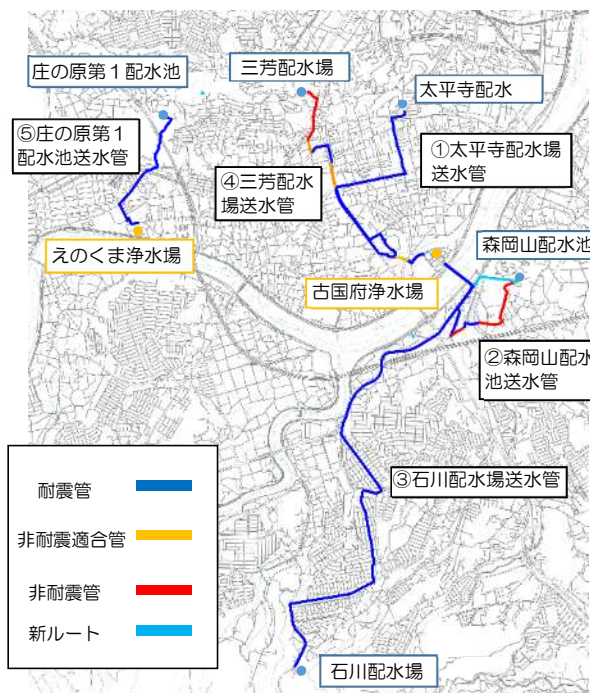 庄の原第1配水池
三芳配水場
太平寺配水
⑤庄の原第1
配水池送水管
①太平寺配水場
送水管
④三芳配水
場送水管
えのくま浄水場
森岡山配水池
古国府浄水場
②森岡山配水
池送水管
③石川配水場送水管
耐震管
非耐震適合管
非耐震管
新ルート
石川配水場